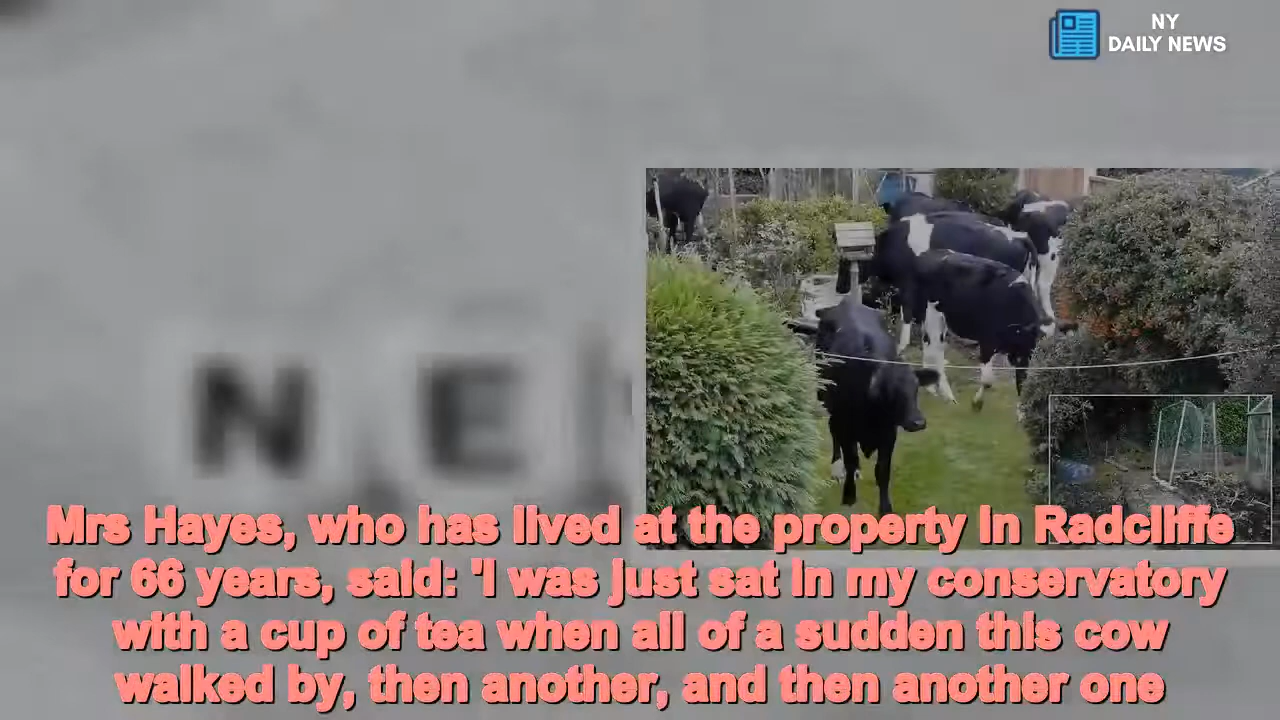 NY
DAILY NEWS
N E
Mrs Hayes, who has lived at the property in Radcliffe
for 66 years, said: 'I was just sat in my conservatory
with a cup of tea when all of a sudden this cow
walked by, then another, and then another one